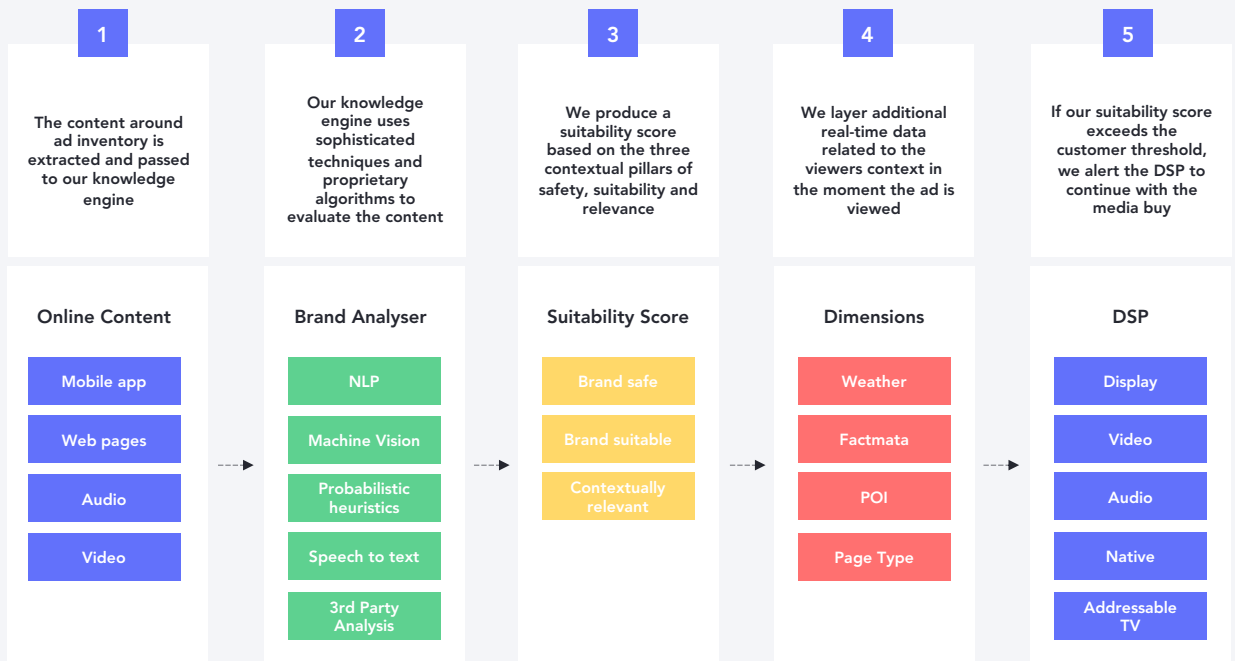 1
The content around
ad inventory is
extracted and passed
to our knowledge
engine
2
Our knowledge
engine uses
sophisticated
techniques and
proprietary
algorithms to
evaluate the content
3
We produce a
suitability score
based on the three
contextual pillars of
safety, suitability and
relevance
4
We layer additional
real-time data
related to the
viewers context in
the moment the ad is
viewed
5
If our suitability score
exceeds the
customer threshold,
we alert the DSP to
continue with the
media buy
Online Content
Mobile app
Web pages
Audio
Video
Brand Analyser
NLP
Machine Vision
Probabilistic
heuristics
Speech to text
3rd Party
Analysis
Suitability Score
Brand safe
Brand suitable
Contextually
relevant
Dimensions
Weather
Factmata
POI
Page Type
DSP
Display
Video
Audio
Native
Addressable
TV